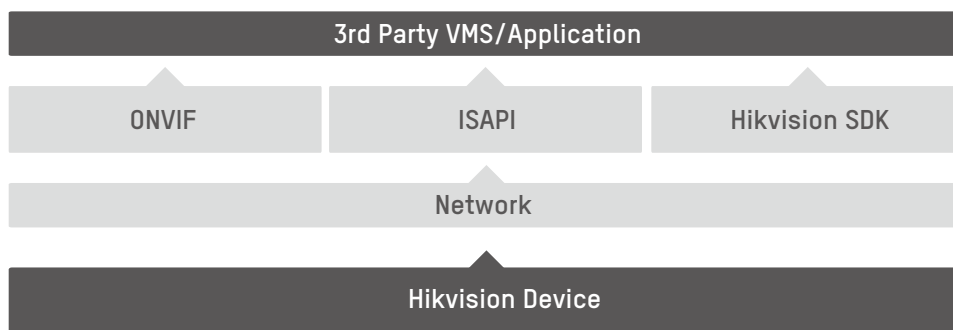 3rd Party VMS/Application
ONVIF
ISAPI
Hikvision SDK
Network
Hikvision Device